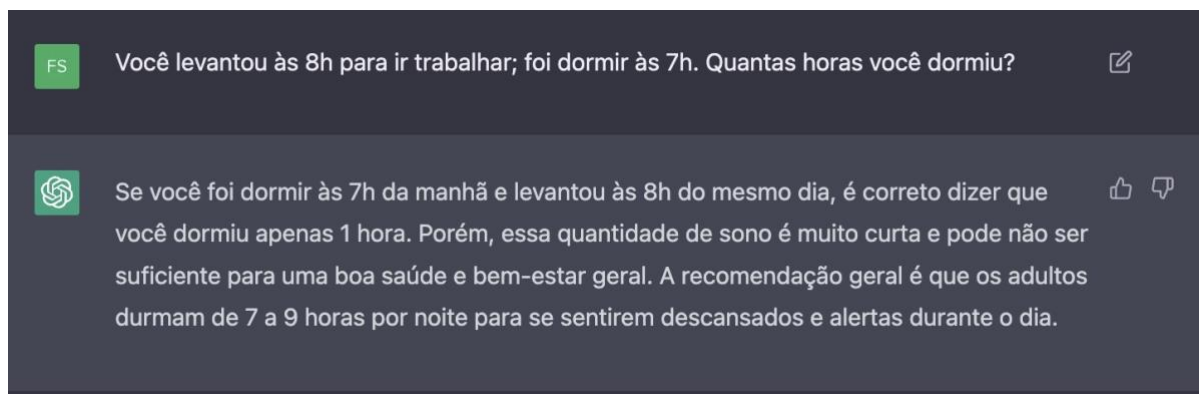 FS
Você levantou às 8h para ir trabalhar; foi dormir às 7h. Quantas horas você dormiu?
Se você foi dormir às 7h da manhã e levantou às 8h do mesmo dia, é correto dizer que
você dormiu apenas 1 hora. Porém, essa quantidade de sono é muito curta e pode não ser
suficiente para uma boa saúde e bem-estar geral. A recomendação geral é que os adultos
durmam de 7 a 9 horas por noite para se sentirem descansados e alertas durante o dia.